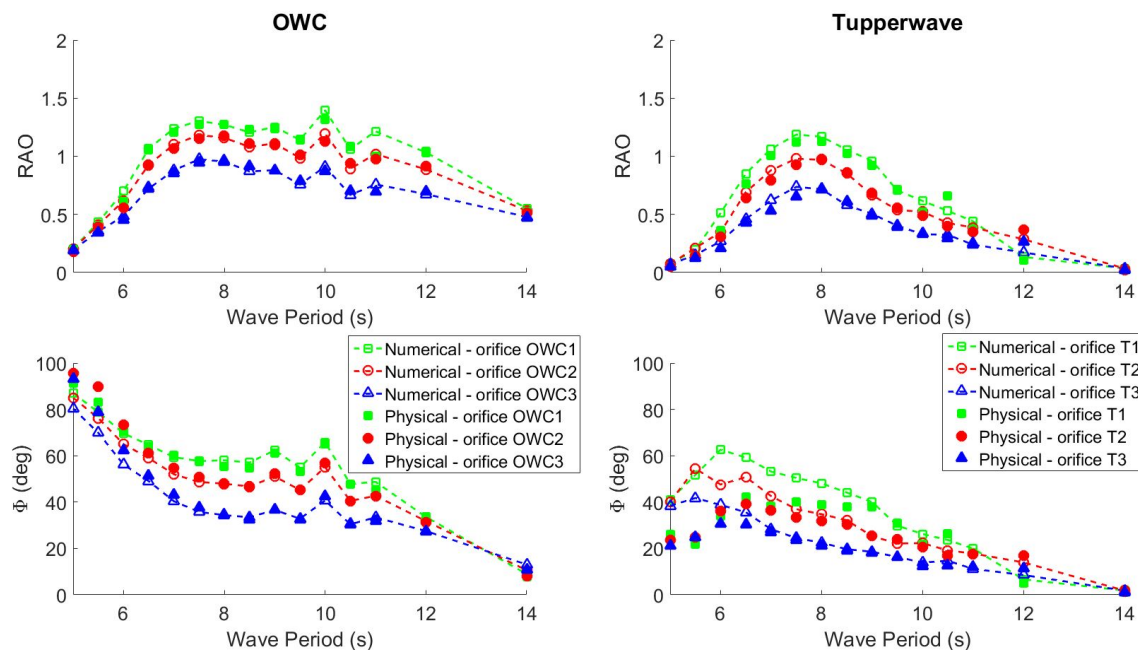 OWC
2
1.5
1
0.5
0
RAO
6
8
10
12
14
Wave Period (s)
Tupperwave
2
1.5
1
0.5
0
RAO
6
8
10
12
14
Wave Period (s)
100
80
60
40
20
0
Φ (deg)
Numerical - orifice OWC1
Numerical - orifice OWC2
Numerical - orifice OWC3
Physical - orifice OWC1
Physical - orifice OWC2
Physical - orifice OWC3
6
8
10
12
14
Wave Period (s)
100
80
60
40
20
0
Φ (deg)
Numerical - orifice T1
Numerical - orifice T2
Numerical - orifice T3
Physical - orifice T1
Physical - orifice T2
Physical - orifice T3
6
8
10
12
14
Wave Period (s)